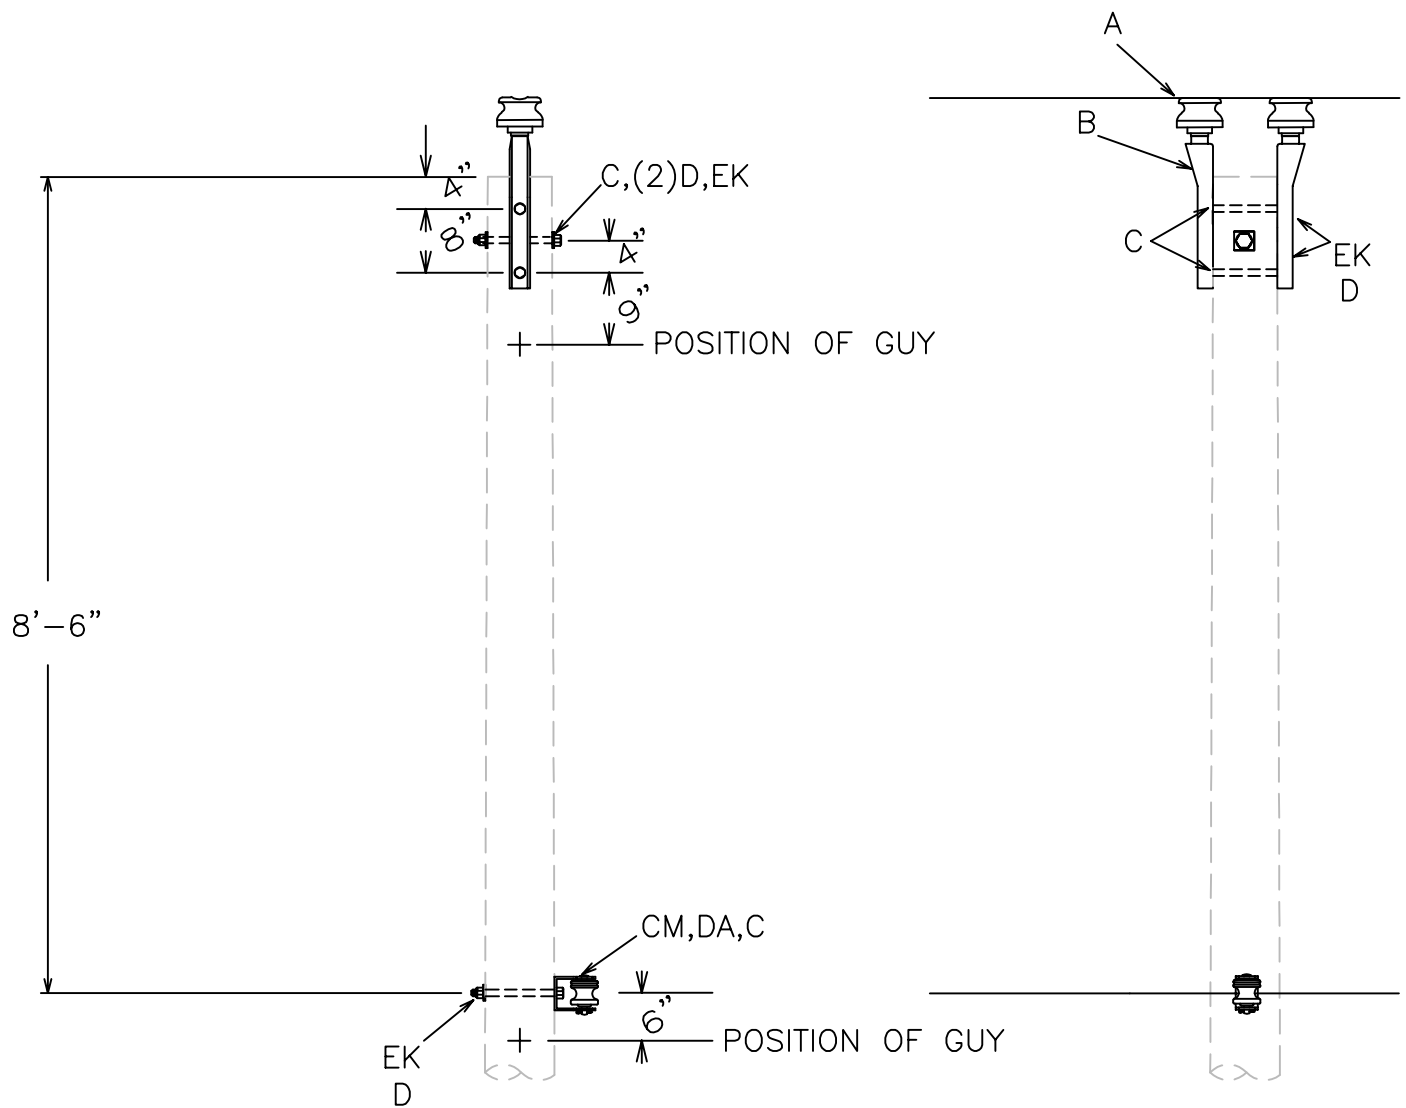 A
B
4”
C,(2)D,EK
8”
4”
C
EK
D
9”
POSITION OF GUY
8’–6”
CM,DA,C
6”
POSITION OF GUY
EK
D